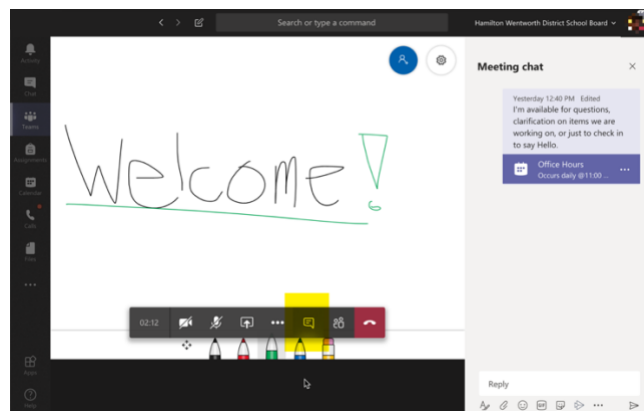 Search or type a command
Hamilton Wentworth District School Board
Activity
Chat
Teams
Assignments
Calendar
Calls
Files
Apps
Help
Welcome!
02:12
Meeting chat
Yesterday 12:40 PM Edited
I'm available for questions,
clarification on items we are
working on, or just to check in
to say Hello.
Office Hours
Occurs daily @11:00 ...
Reply
GIF